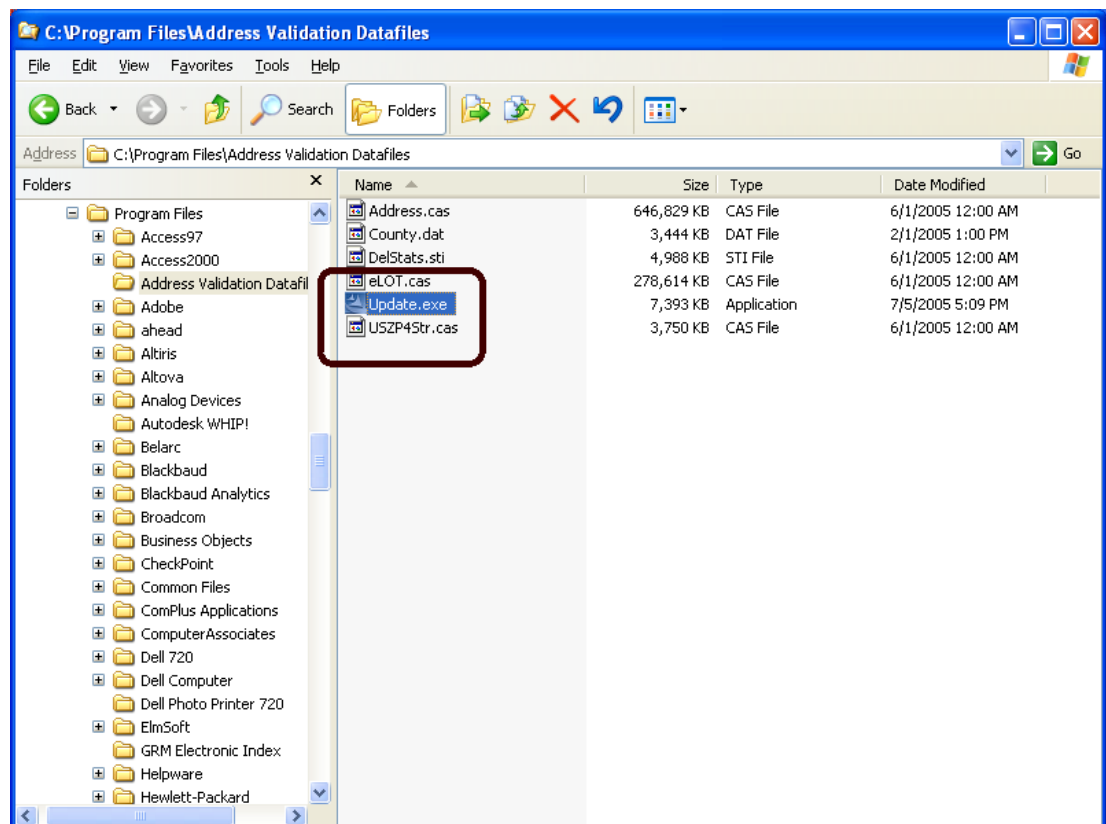 C:\Program Files\Address Validation Datafiles
File Edit View Favorites Tools Help
Back Search Folders
Address C:\Program Files\Address Validation Datafiles Go
Folders Name Size Type Date Modified
Program Files Address.cas 646,829 KB CAS File 6/1/2005 12:00 AM
Access97 County.dat 3,444 KB DAT File 2/1/2005 1:00 PM
Access2000 DelStats.sti 4,988 KB STI File 6/1/2005 12:00 AM
Address Validation Datafil eLOT.cas 278,614 KB CAS File 6/1/2005 12:00 AM
Adobe Update.exe 7,393 KB Application 7/5/2005 5:09 PM
ahead USZP4Str.cas 3,750 KB CAS File 6/1/2005 12:00 AM
Altiris
Altova
Analog Devices
Autodesk WHIP!
Belarc
Blackbaud
Blackbaud Analytics
Broadcom
Business Objects
CheckPoint
Common Files
ComPlus Applications
ComputerAssociates
Dell 720
Dell Computer
Dell Photo Printer 720
ElmSoft
GRM Electronic Index
Helpware
Hewlett-Packard